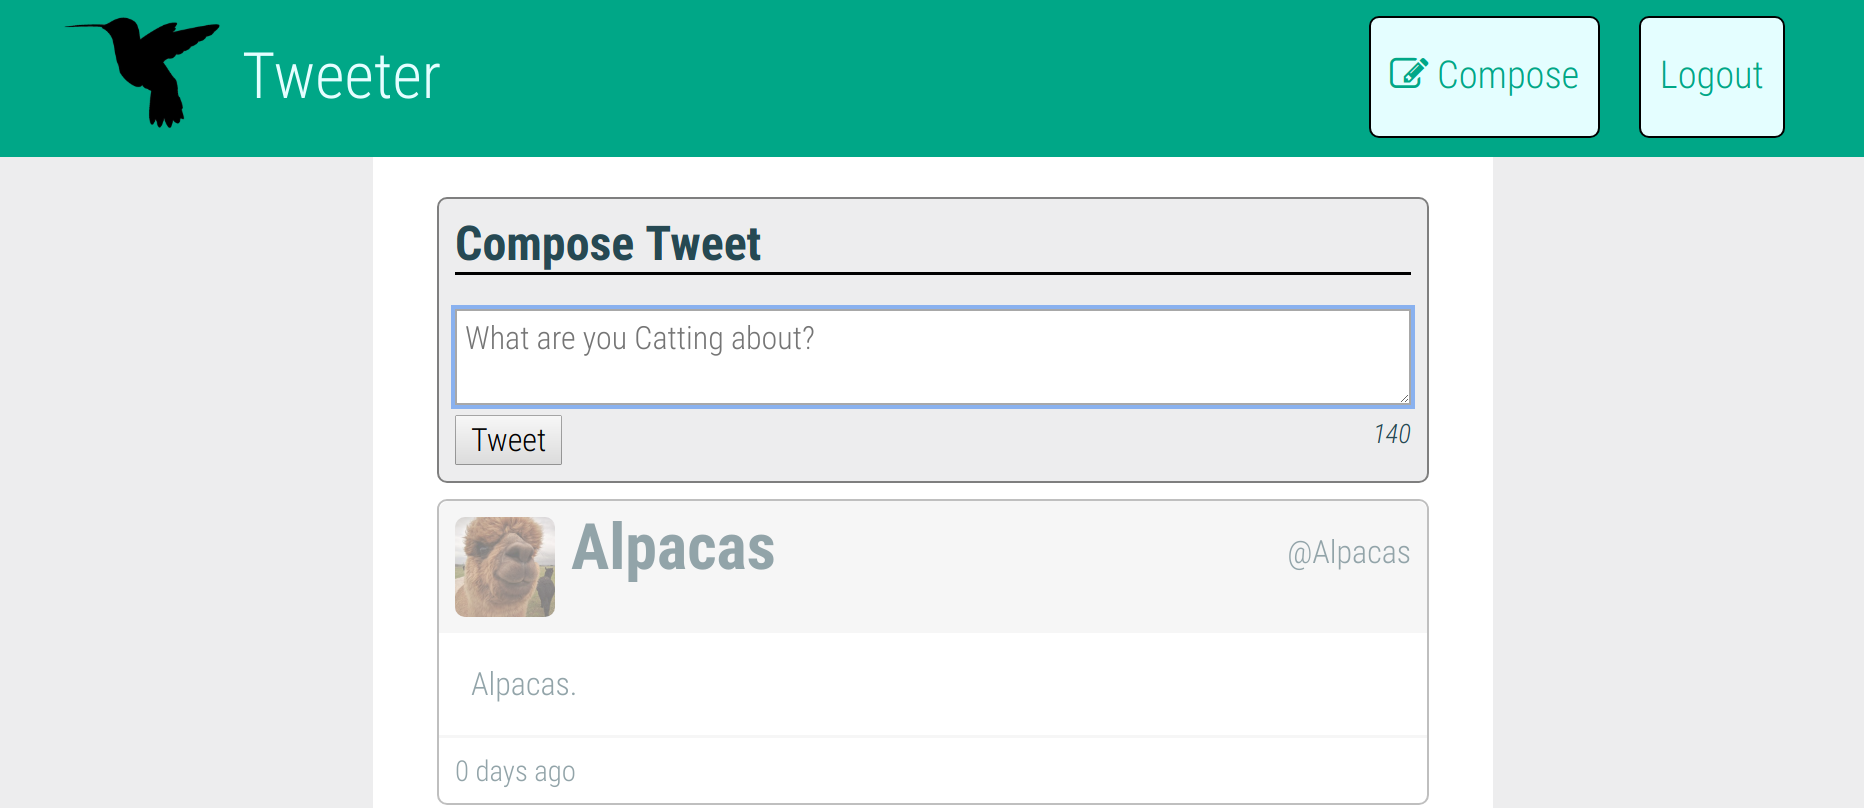 Tweeter
Compose
Logout
Compose Tweet
What are you Catting about?
Tweet
140
Alpacas
@Alpacas
Alpacas.
0 days ago